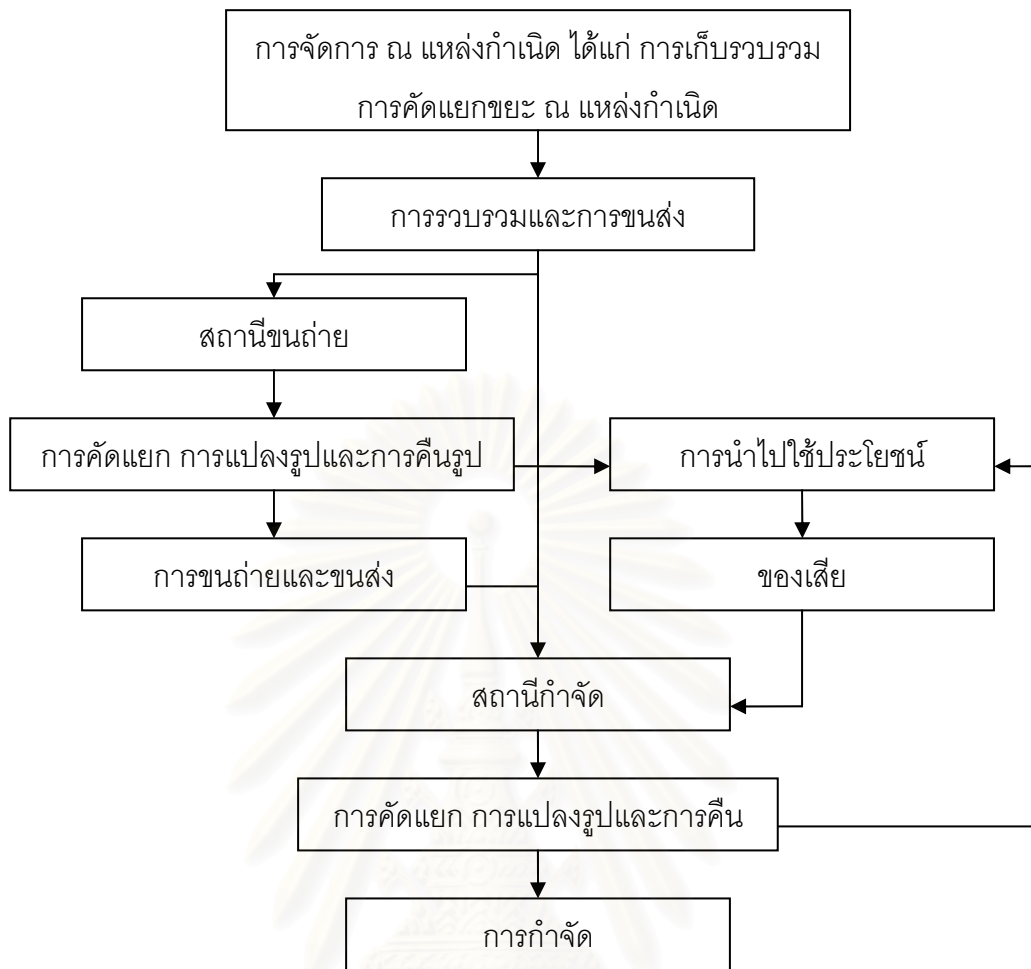 การจัดการ ณ แหล่งกำเนิด ได้แก่ การเก็บรวบรวม
การคัดแยกขยะ ณ แหล่งกำเนิด
การรวบรวมและการขนส่ง
สถานีขนถ่าย
การคัดแยก การแปลงรูปและการคืนรูป
การนำไปใช้ประโยชน์
การขนถ่ายและขนส่ง
ของเสีย
สถานีกำจัด
การคัดแยก การแปลงรูปและการคืน
การกำจัด